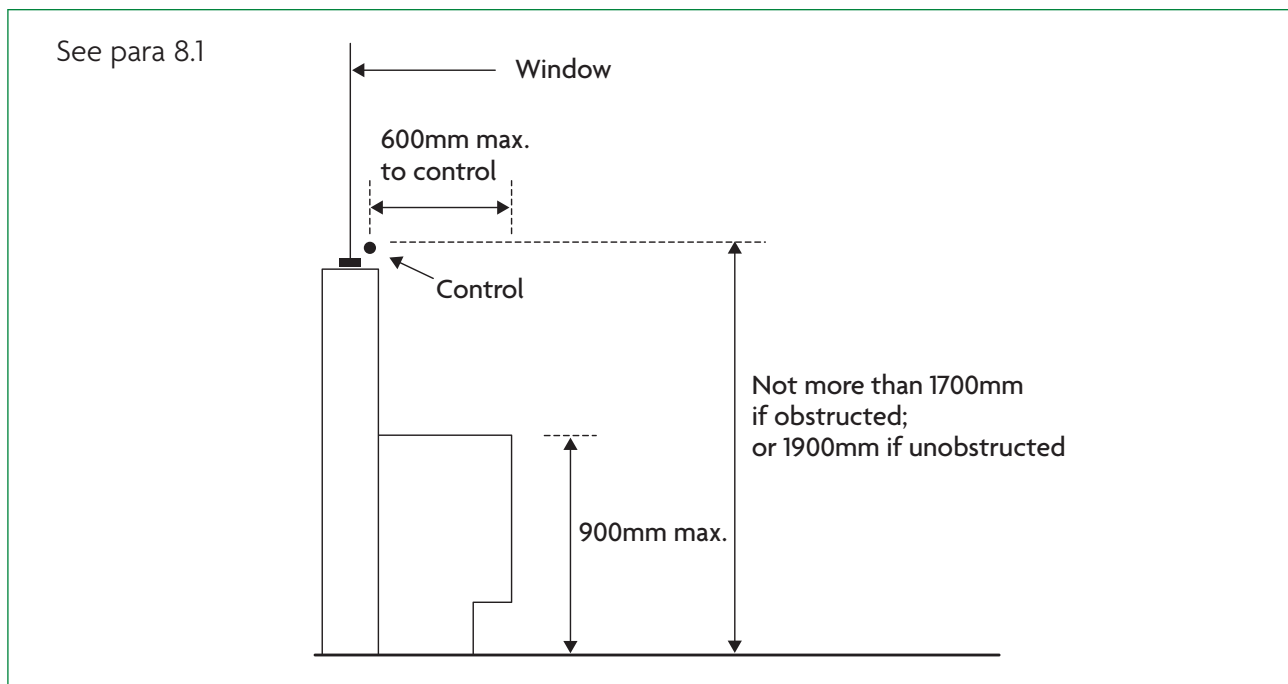 See para 8.1
Window
600mm max.
to control
Control
Not more than 1700mm
if obstructed;
or 1900mm if unobstructed
900mm max.